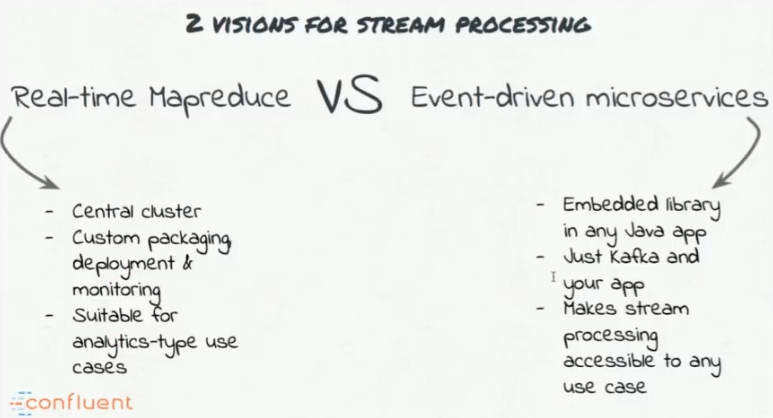 2 VISIONS FOR STREAM PROCESSING
Real-time Mapreduce VS Event-driven microservices
- Central cluster
- Custom packaging,
deployment &
monitoring
- Suitable for
analytics-type use
cases
- Embedded library
in any Java app
- Just Kafka and
your app
- Makes stream
processing
accessible to any
use case
confluent